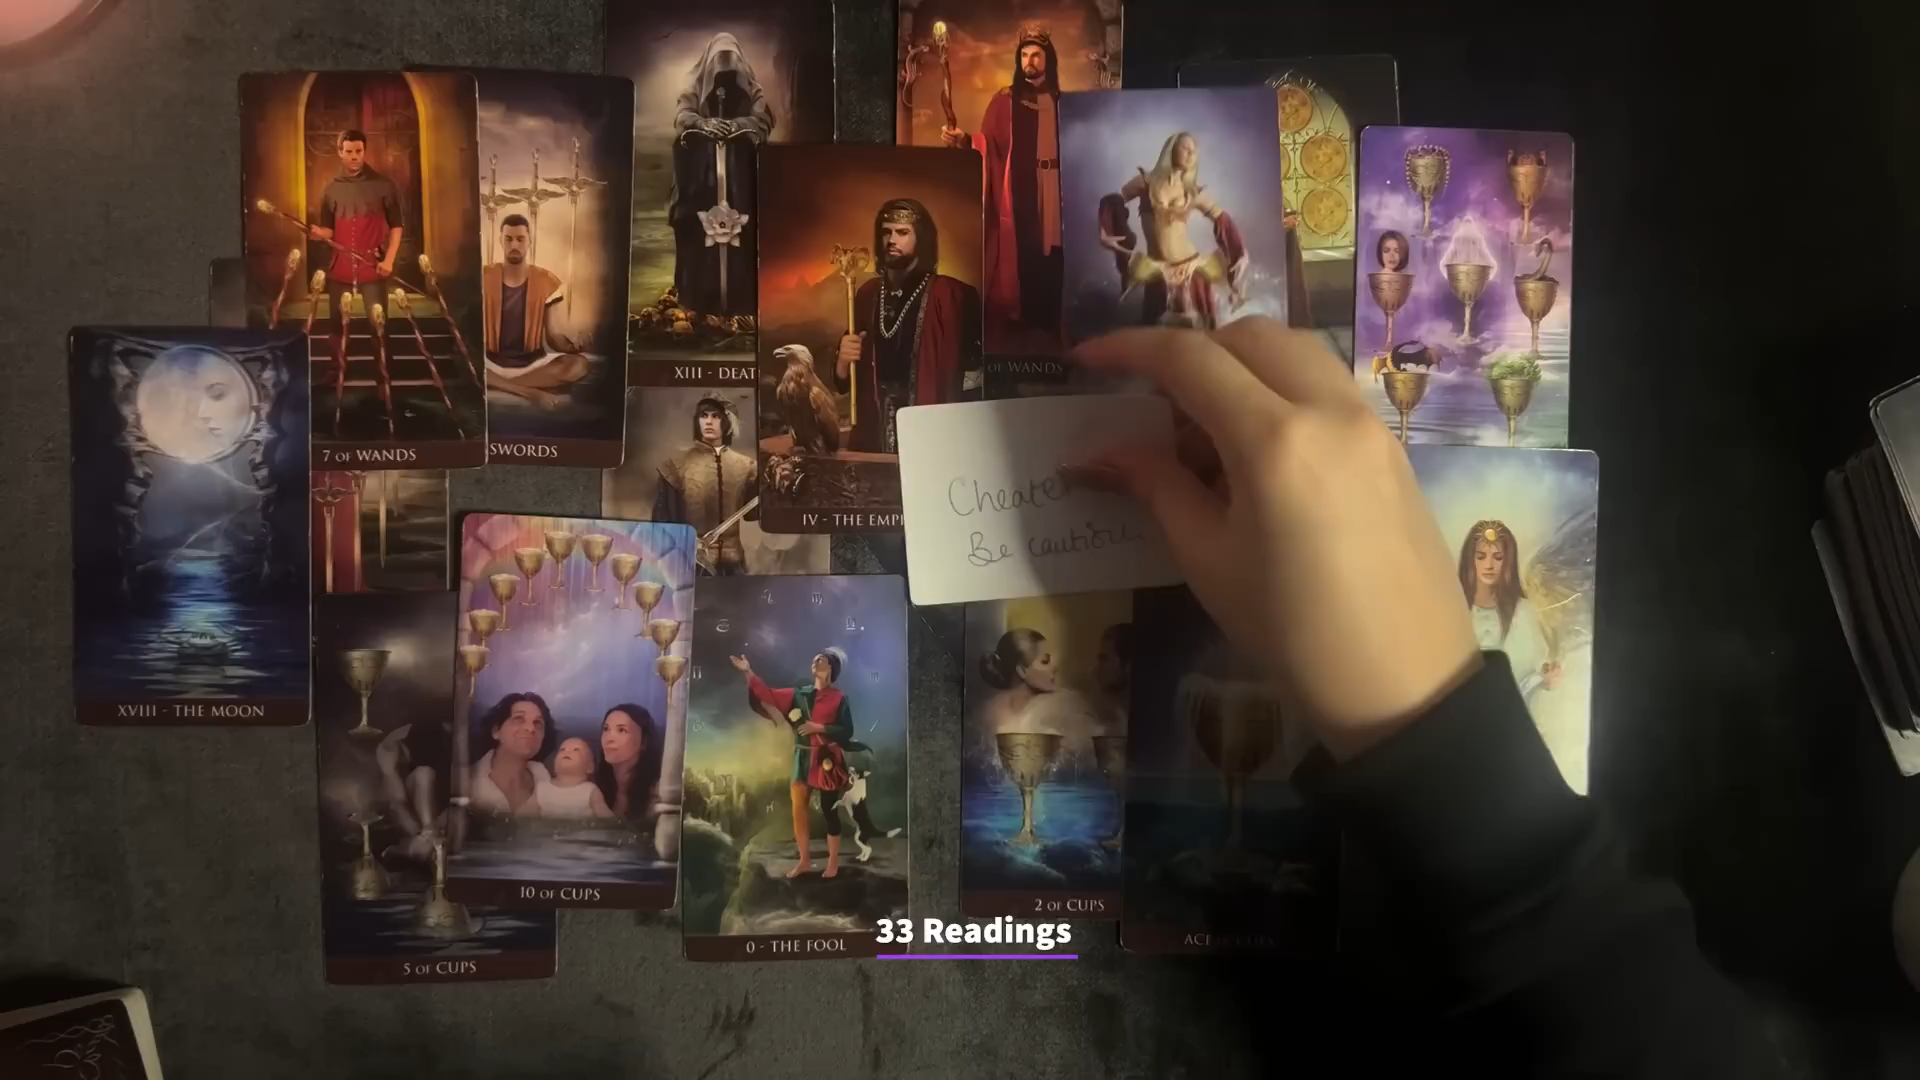 XIII - DEAT
OF WANDS
7 OF WANDS
SWORDS
IV - THE EMP
Cheate
Be cautiou
XVIII - THE MOON
10 OF CUPS
2 OF CUPS
33 Readings
0 - THE FOOL
5 OF CUPS